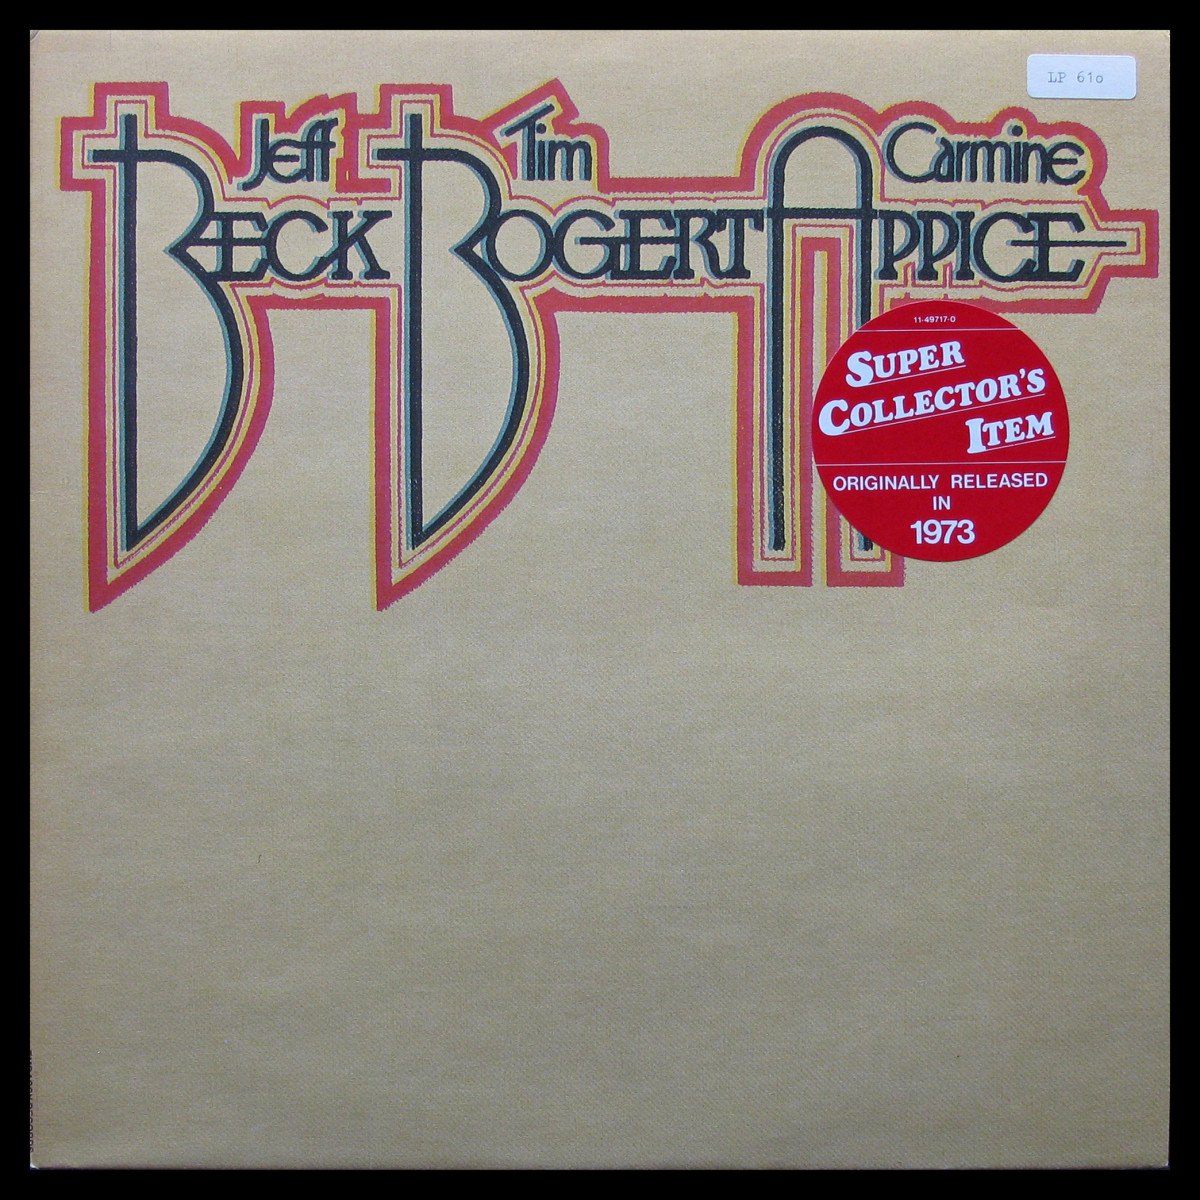 LP 61o
Jeff Tim Carmine
BECK BOGERT APPICE
11-49717-0
SUPER
COLLECTOR'S
ITEM
ORIGINALLY RELEASED
IN
1973